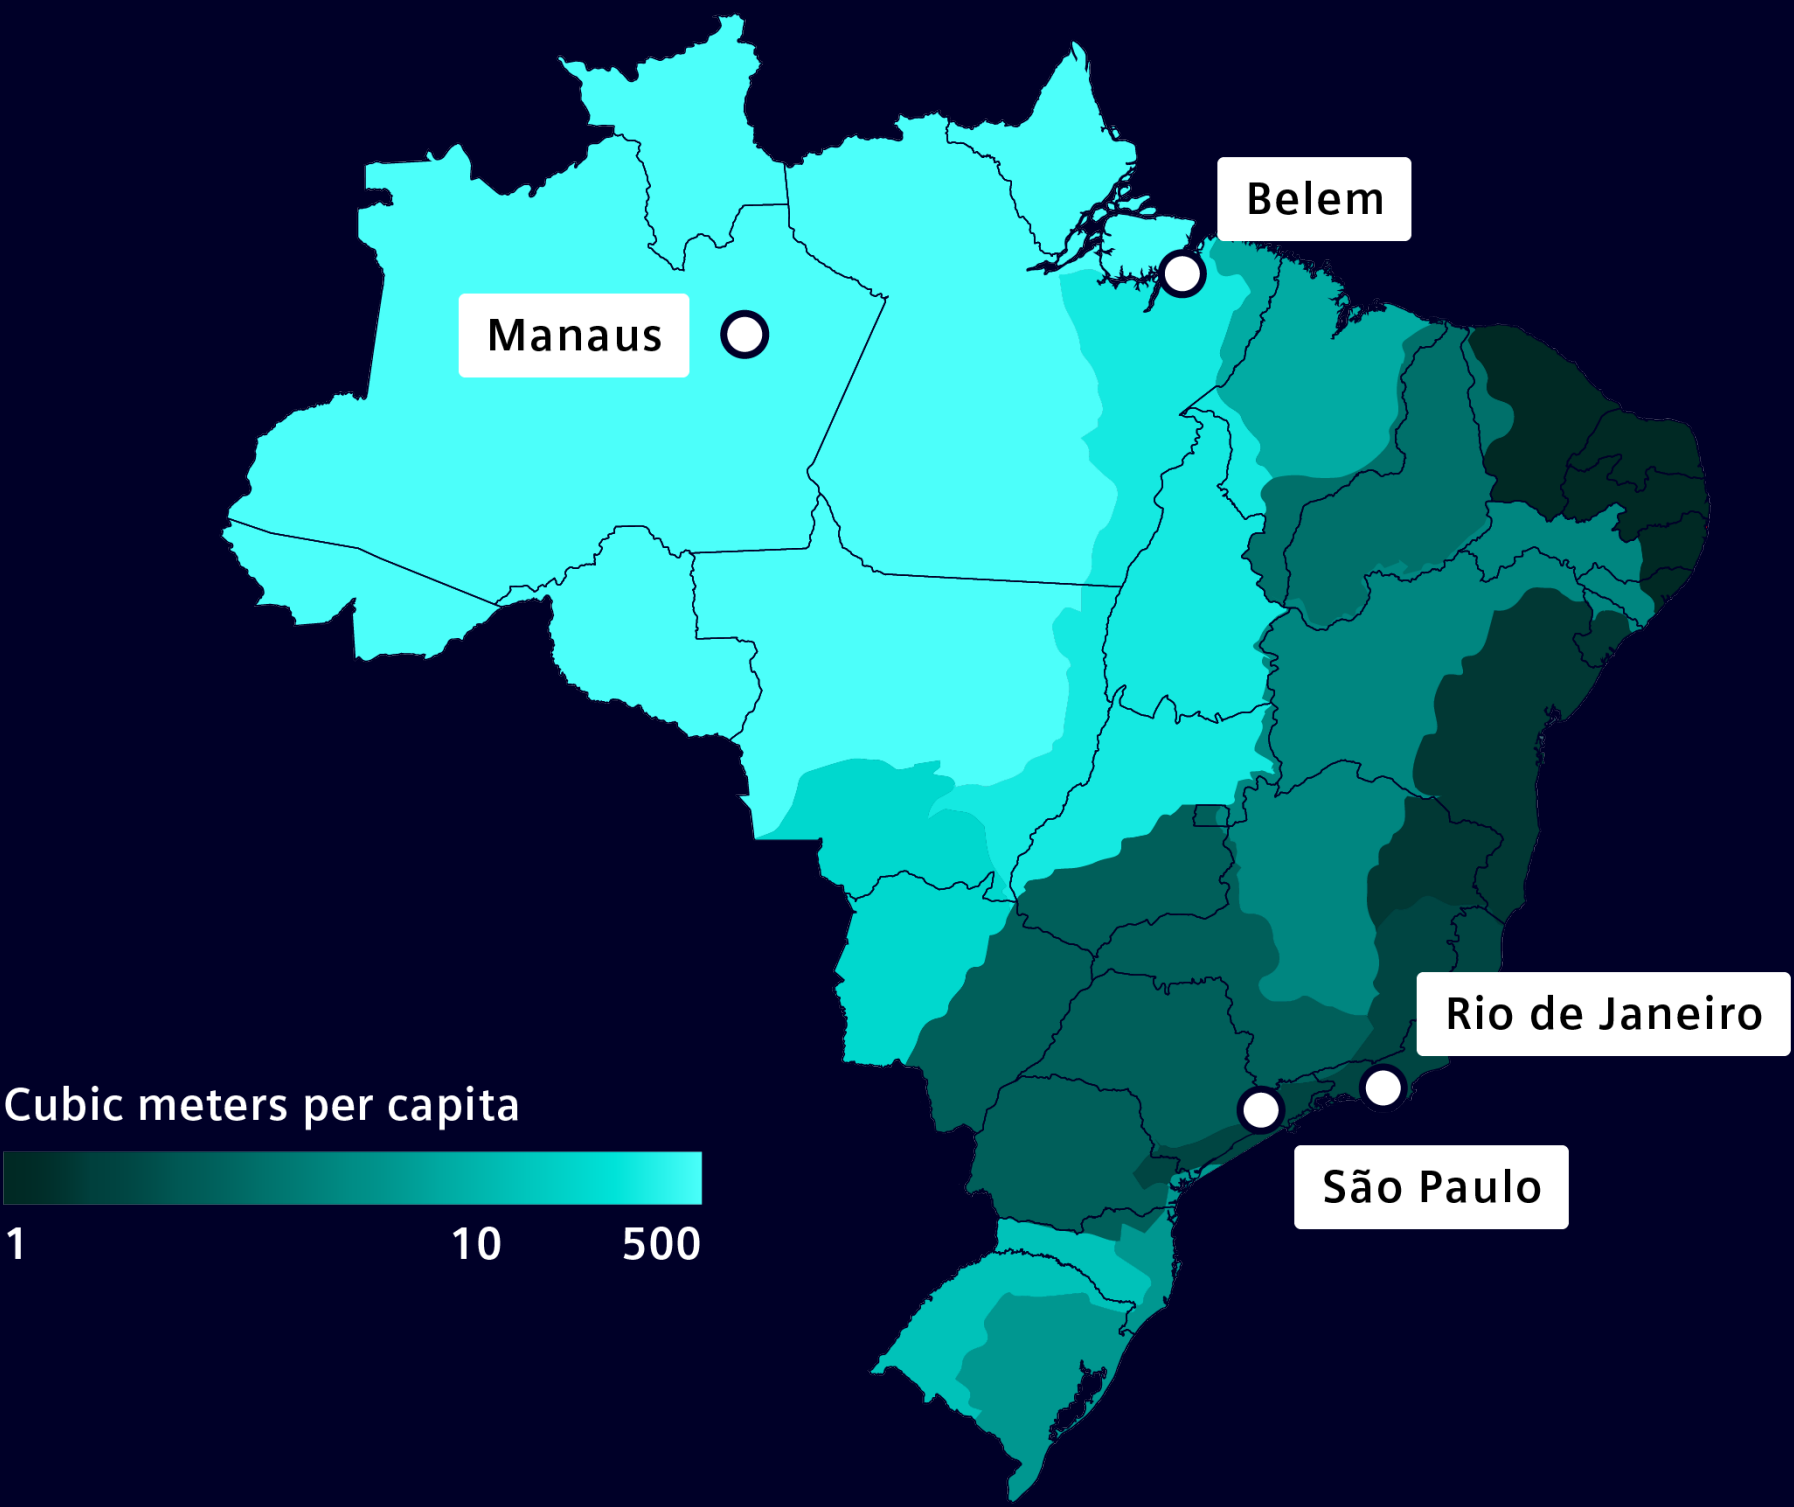 Belem
Manaus
Rio de Janeiro
São Paulo
Cubic meters per capita
1 10 500